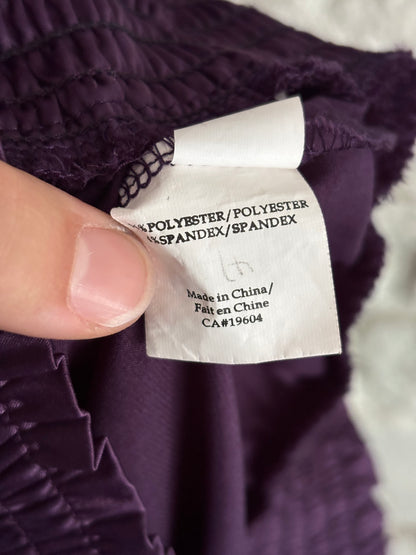 %POLYESTER/POLYESTER
%SPANDEX/SPANDEX
Made in China/
Fait en Chine
CA#19604